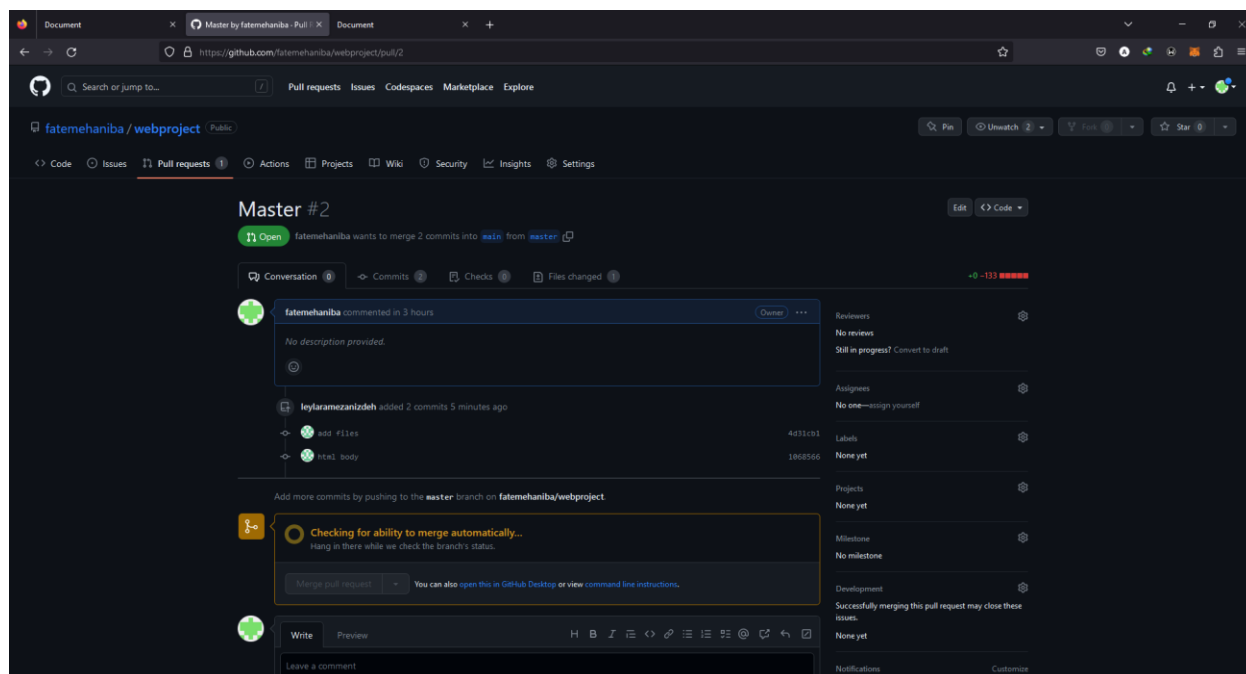 Document
Master by fatemehaniba · Pull
Document
https://github.com/fatemehaniba/webproject/pull/2
Search or jump to...
/
Pull requests Issues Codespaces Marketplace Explore
fatemehaniba / webproject Public
Pin Unwatch 2 Fork 0 Star 0
Code Issues Pull requests 1 Actions Projects Wiki Security Insights Settings
Master #2
Edit <> Code
Open fatemehaniba wants to merge 2 commits into main from master
Conversation 0 Commits 2 Checks 0 Files changed 1
+0 −133
fatemehaniba commented in 3 hours
Owner ...
No description provided.
leylaramezanizdeh added 2 commits 5 minutes ago
add files 4d31cb1
html body 1068566
Add more commits by pushing to the master branch on fatemehaniba/webproject.
Checking for ability to merge automatically...
Hang in there while we check the branch's status.
Merge pull request You can also open this in GitHub Desktop or view command line instructions.
Write Preview
H B I
Leave a comment
Reviewers
No reviews
Still in progress? Convert to draft
Assignees
No one—assign yourself
Labels
None yet
Projects
None yet
Milestone
No milestone
Development
Successfully merging this pull request may close these
issues.
None yet
Notifications Customize